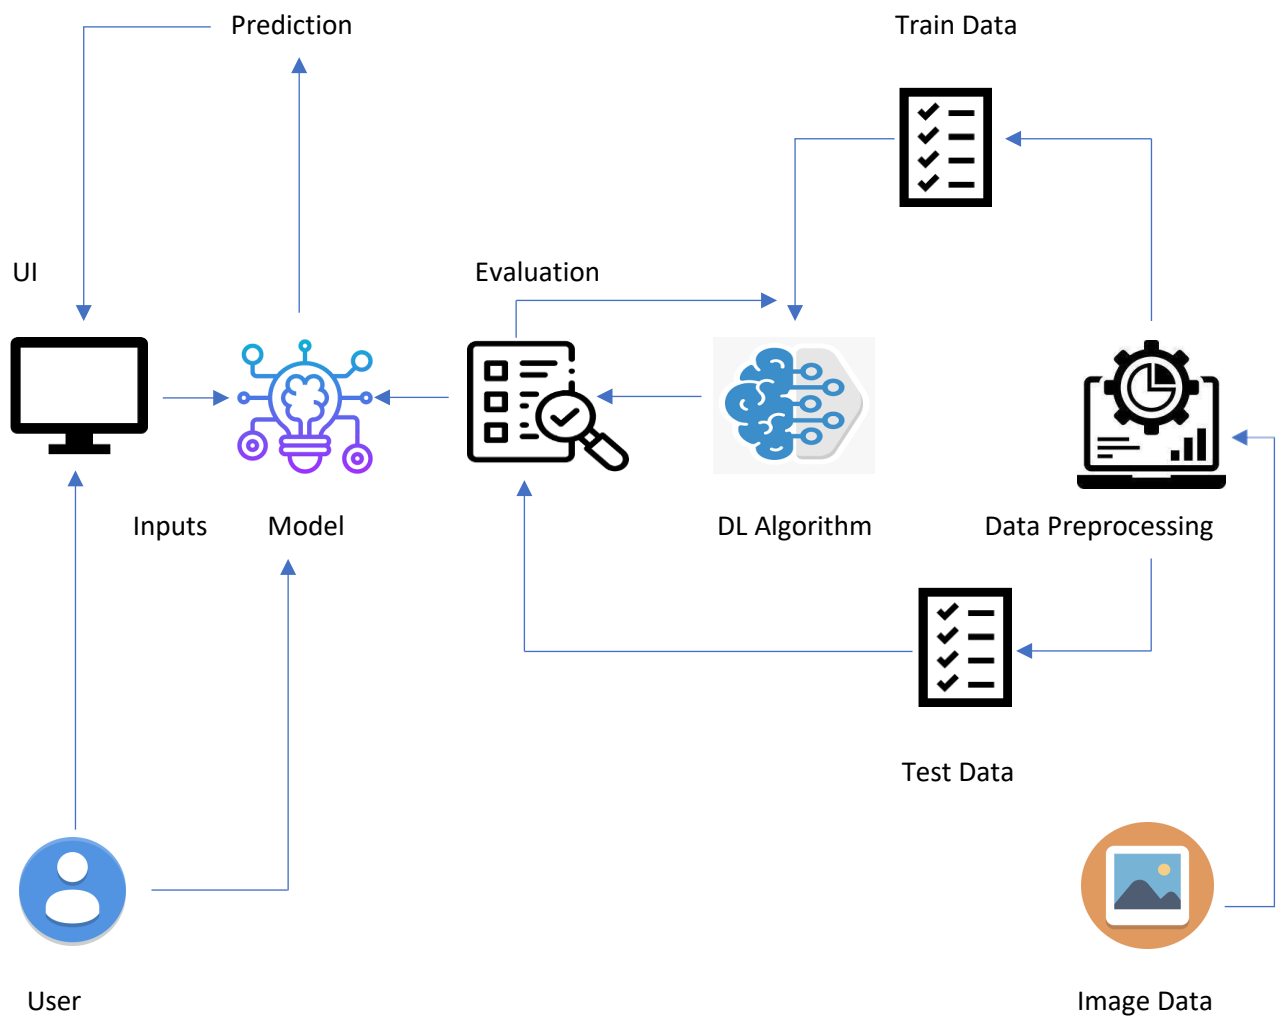 Prediction
Train Data
UI
Evaluation
Inputs
Model
DL Algorithm
Data Preprocessing
Test Data
User
Image Data